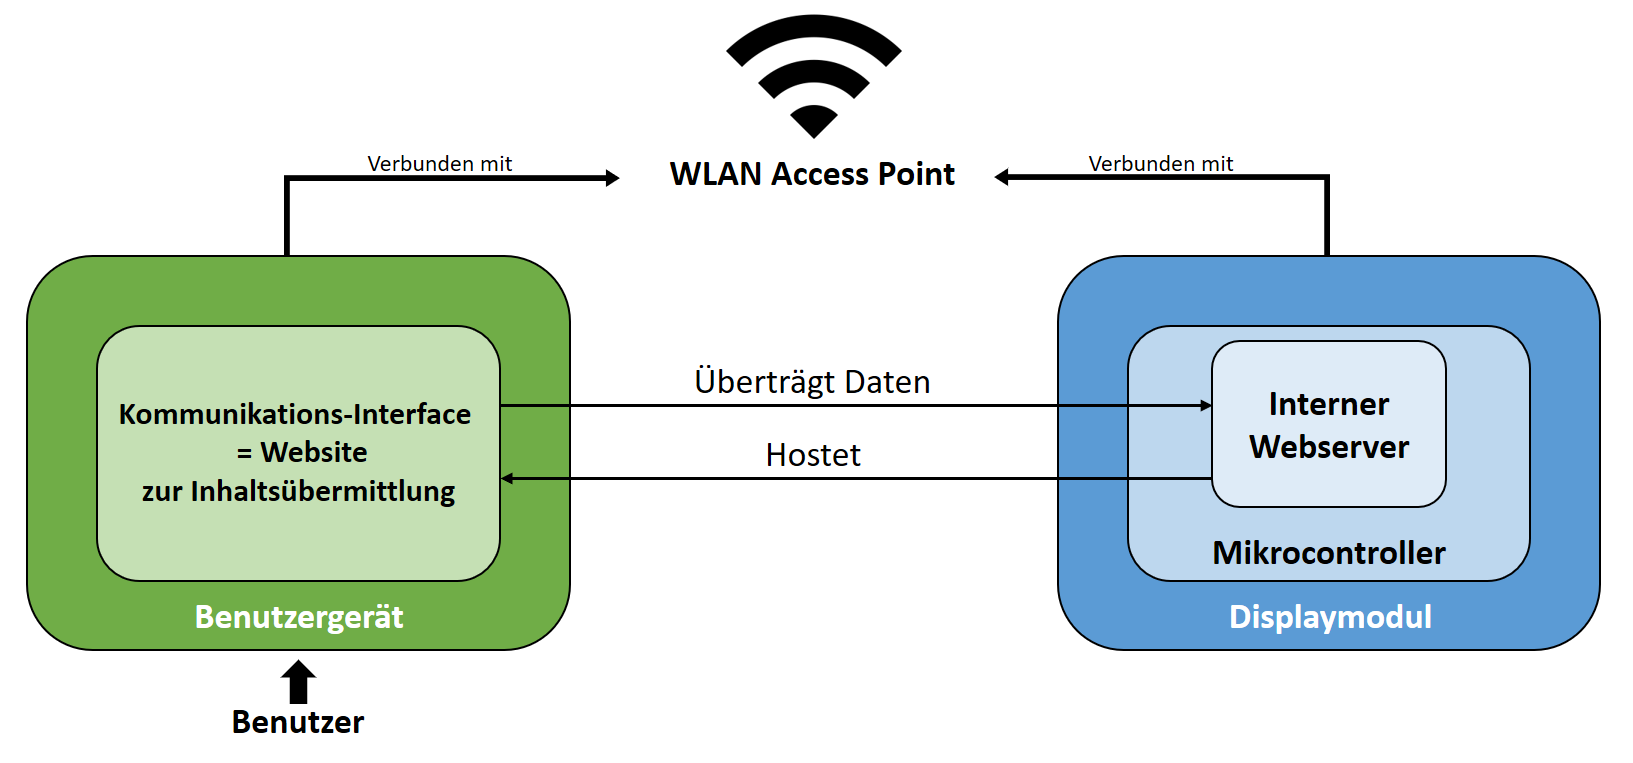 Verbunden mit
Verbunden mit
WLAN Access Point
Überträgt Daten
Kommunikations-Interface
= Website
zur Inhaltsübermittlung
Interner
Webserver
Hostet
Mikrocontroller
Benutzergerät
Displaymodul
Benutzer